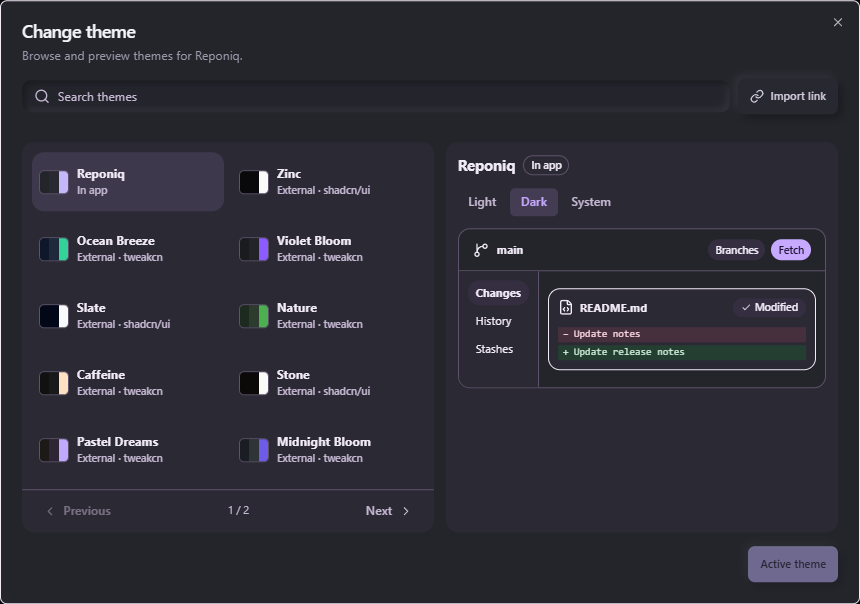 Change theme
Browse and preview themes for Reponiq.
Search themes
Import link
Reponiq
In app
Zinc
External · shadcn/ui
Ocean Breeze
External · tweakcn
Violet Bloom
External · tweakcn
Slate
External · shadcn/ui
Nature
External · tweakcn
Caffeine
External · tweakcn
Stone
External · shadcn/ui
Pastel Dreams
External · tweakcn
Midnight Bloom
External · tweakcn
Previous
1 / 2
Next
Reponiq In app
Light Dark System
main Branches Fetch
Changes
History
Stashes
README.md Modified
- Update notes
+ Update release notes
Active theme